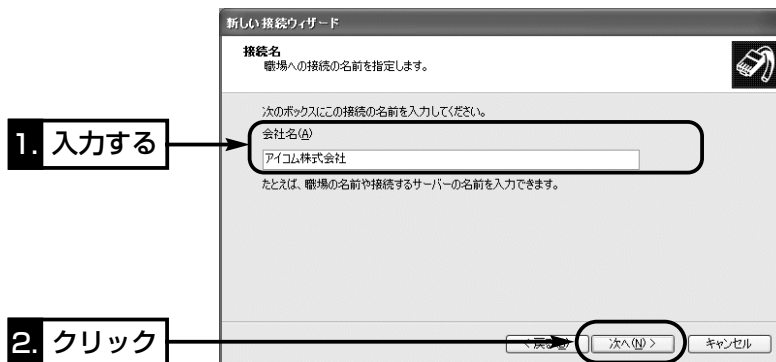 新しい接続ウィザード
接続名
職場への接続の名前を指定します。
次のボックスにこの接続の名前を入力してください。
会社名(A)
1. 入力する
アイコム株式会社
たとえば、職場の名前や接続するサーバーの名前を入力できます。
2. クリック
次へ(N) >
キャンセル